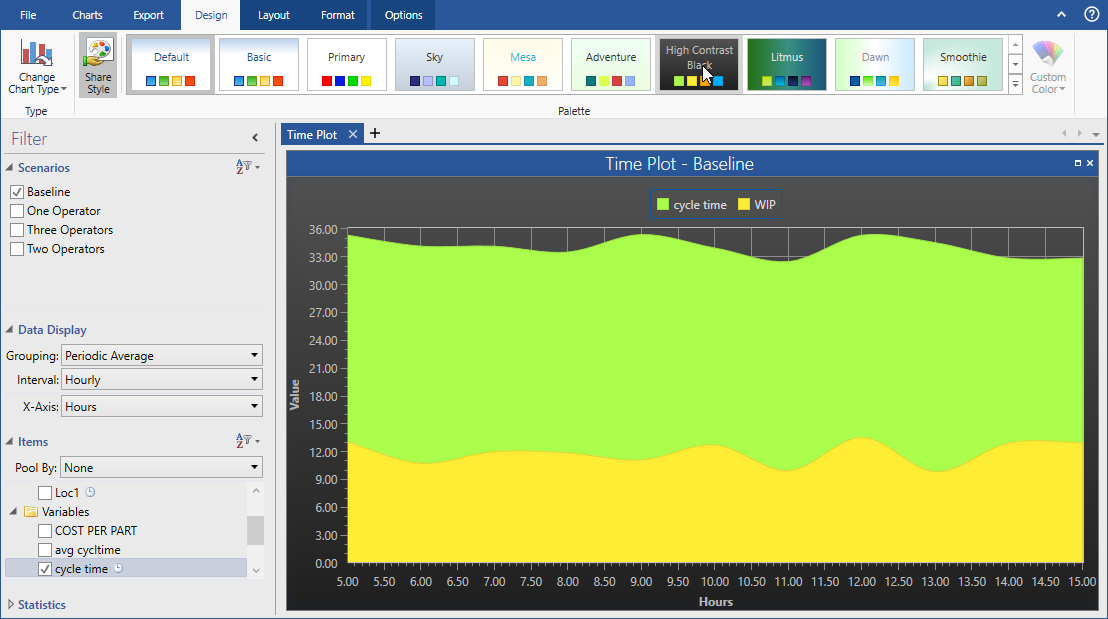 File Charts Export Design Layout Format Options
Change
Chart Type
Share
Style
Default Basic Primary Sky Mesa Adventure High Contrast
Black Litmus Dawn Smoothie
Custom
Color
Type Palette
Filter
Scenarios
Baseline
One Operator
Three Operators
Two Operators
Data Display
Grouping: Periodic Average
Interval: Hourly
X-Axis: Hours
Items
Pool By: None
Loc1
Variables
COST PER PART
avg cycltime
cycle time
Statistics
Time Plot
Time Plot - Baseline
cycle time WIP
36.00
33.00
30.00
27.00
24.00
21.00
18.00
15.00
12.00
9.00
6.00
3.00
0.00
Value
5.00 5.50 6.00 6.50 7.00 7.50 8.00 8.50 9.00 9.50 10.00 10.50 11.00 11.50 12.00 12.50 13.00 13.50 14.00 14.50 15.00
Hours